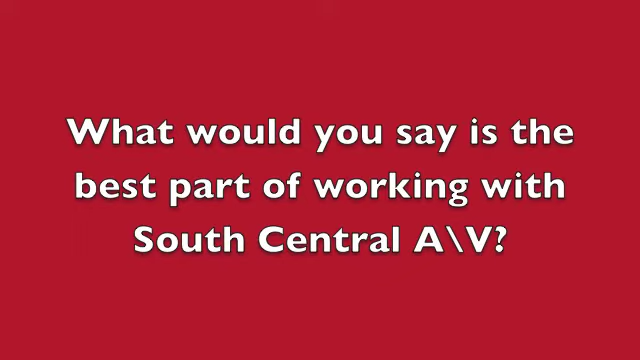 What would you say is the
best part of working with
South Central A\V?